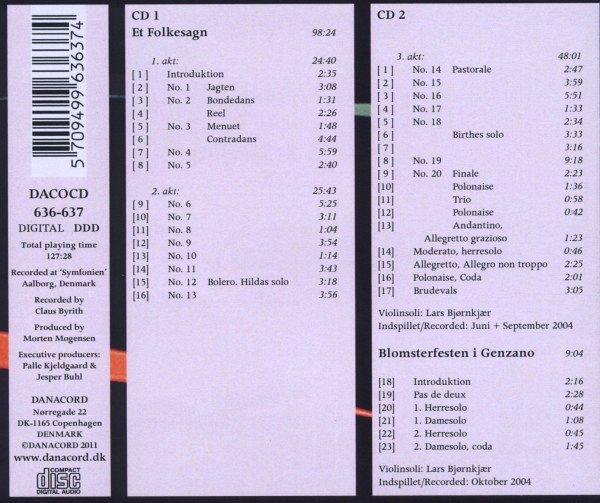 5 709499 636374
DACOCD
636-637
DIGITAL DDD
Total playing time
127:28
Recorded at 'Symfonien'
Aalborg, Denmark
Recorded by
Claus Byrith
Produced by
Morten Mogensen
Executive producers:
Palle Kjeldgaard &
Jesper Buhl
DANACORD
Nørregade 22
DK-1165 Copenhagen
DENMARK
©DANACORD 2011
www.danacord.dk
COMPACT
disc
DIGITAL AUDIO
CD 1
Et Folkesagn 98:24
1. akt: 24:40
[ 1 ] Introduktion 2:35
[ 2 ] No. 1 Jagten 3:08
[ 3 ] No. 2 Bondedans 1:31
[ 4 ] Reel 2:26
[ 5 ] No. 3 Menuet 1:48
[ 6 ] Contradans 4:44
[ 7 ] No. 4 5:59
[ 8 ] No. 5 2:40
2. akt: 25:43
[ 9 ] No. 6 5:25
[10] No. 7 3:11
[11] No. 8 1:04
[12] No. 9 3:54
[13] No. 10 1:14
[14] No. 11 3:43
[15] No. 12 Bolero. Hildas solo 3:18
[16] No. 13 3:56
CD 2
3. akt: 48:01
[ 1 ] No. 14 Pastorale 2:47
[ 2 ] No. 15 3:59
[ 3 ] No. 16 5:51
[ 4 ] No. 17 1:33
[ 5 ] No. 18 2:34
[ 6 ] Birthes solo 3:33
[ 7 ] 3:16
[ 8 ] No. 19 9:18
[ 9 ] No. 20 Finale 2:23
[10] Polonaise 1:36
[11] Trio 0:58
[12] Polonaise 0:42
[13] Andantino,
Allegretto grazioso 1:23
[14] Moderato, herresolo 0:46
[15] Allegretto, Allegro non troppo 2:25
[16] Polonaise, Coda 2:01
[17] Brudevals 3:05
Violinsoli: Lars Bjørnkjær
Indspillet/Recorded: Juni + September 2004
Blomsterfesten i Genzano 9:04
[18] Introduktion 2:16
[19] Pas de deux 2:28
[20] 1. Herresolo 0:44
[21] 1. Damesolo 1:08
[22] 2. Herresolo 0:45
[23] 2. Damesolo, coda 1:45
Violinsoli: Lars Bjørnkjær
Indspillet/Recorded: Oktober 2004